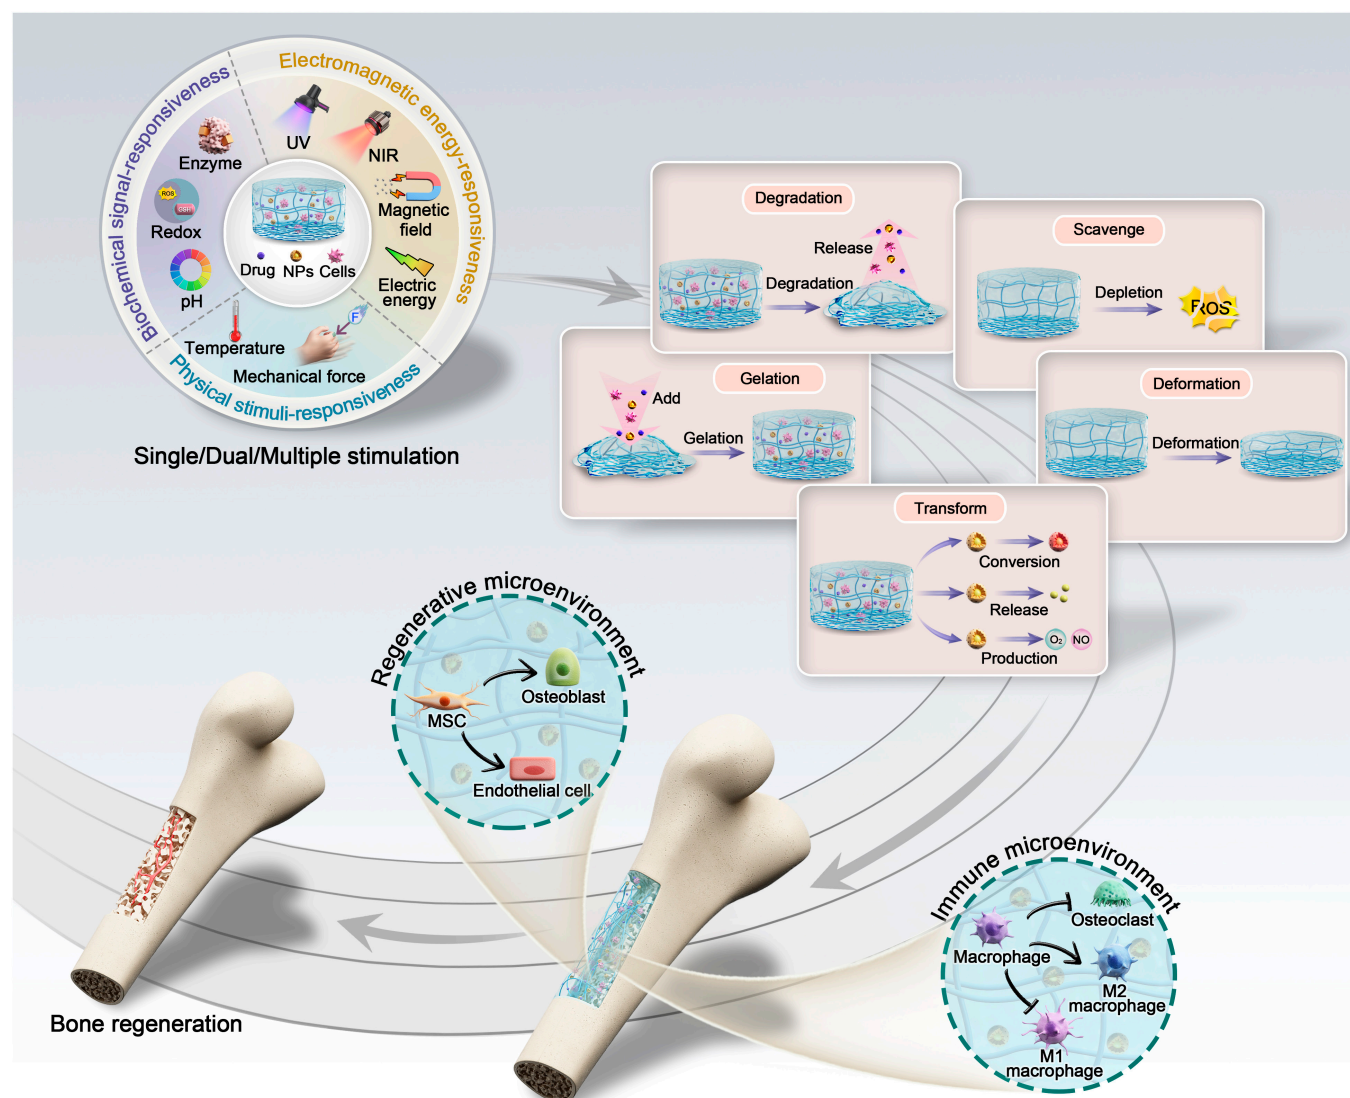 Electromagnetic energy-responsiveness
Biochemical signal-responsiveness
Physical stimuli-responsiveness
UV
NIR
Enzyme
ROS
GSH
Redox
Magnetic
field
pH
Drug
NPs
Cells
Electric
energy
Temperature
F
Mechanical force
Single/Dual/Multiple stimulation
Degradation
Release
Degradation
Scavenge
Depletion
ROS
Gelation
Add
Gelation
Deformation
Deformation
Transform
Conversion
Release
O₂
NO
Production
Regenerative microenvironment
Osteoblast
MSC
Endothelial cell
Immune microenvironment
Osteoclast
Macrophage
M2
macrophage
M1
macrophage
Bone regeneration